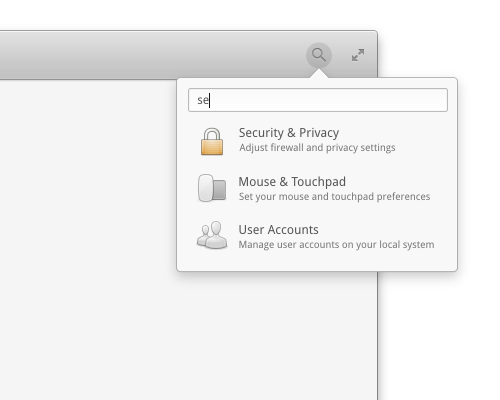 se
Security & Privacy
Adjust firewall and privacy settings
Mouse & Touchpad
Set your mouse and touchpad preferences
User Accounts
Manage user accounts on your local system